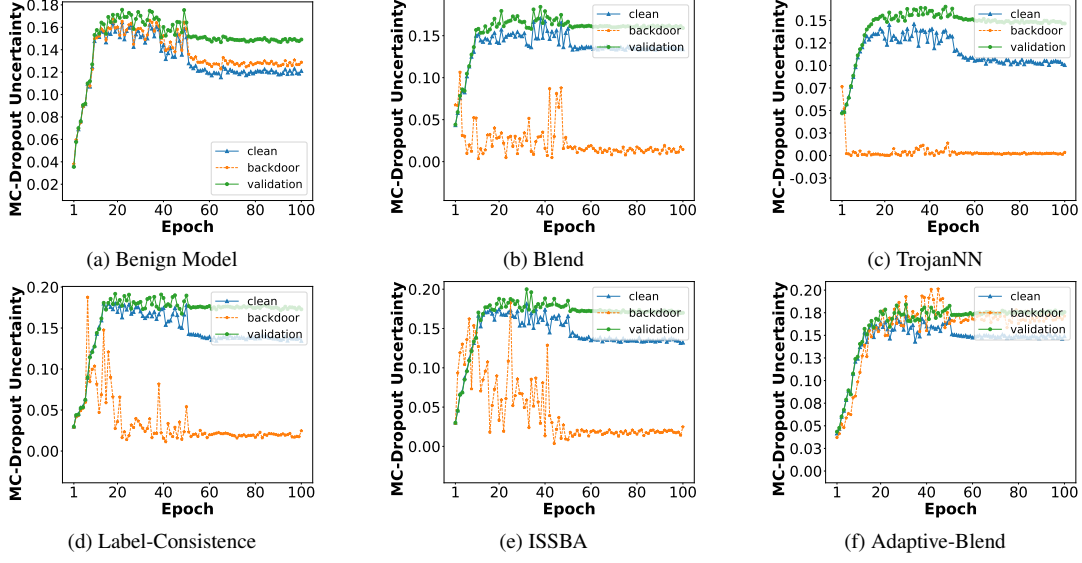 MC-Dropout Uncertainty
0.18
0.16
0.14
0.12
0.10
0.08
0.06
0.04
0.02
clean
backdoor
validation
1 20 40 60 80 100
Epoch
(a) Benign Model
MC-Dropout Uncertainty
0.20
0.15
0.10
0.05
0.00
clean
backdoor
validation
1 20 40 60 80 100
Epoch
(b) Blend
MC-Dropout Uncertainty
0.15
0.12
0.10
0.07
0.05
0.03
0.00
-0.03
clean
backdoor
validation
1 20 40 60 80 100
Epoch
(c) TrojanNN
MC-Dropout Uncertainty
0.20
0.15
0.10
0.05
0.00
clean
backdoor
validation
1 20 40 60 80 100
Epoch
(d) Label-Consistence
MC-Dropout Uncertainty
0.20
0.15
0.10
0.05
0.00
clean
backdoor
validation
1 20 40 60 80 100
Epoch
(e) ISSBA
MC-Dropout Uncertainty
0.20
0.18
0.15
0.12
0.10
0.07
0.05
0.03
0.00
clean
backdoor
validation
1 20 40 60 80 100
Epoch
(f) Adaptive-Blend